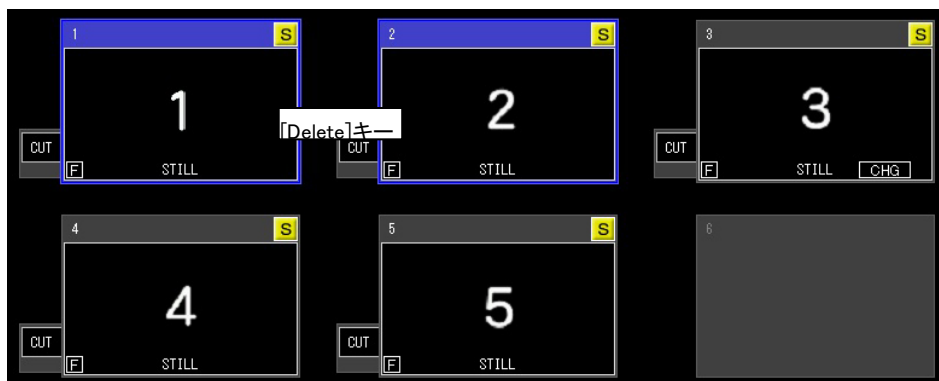 1 S
2 S
3 S
1
2
3
[Delete]キー
CUT
CUT
CUT
F STILL
F STILL
F STILL CHG
4 S
5 S
6
4
5
CUT
CUT
F STILL
F STILL